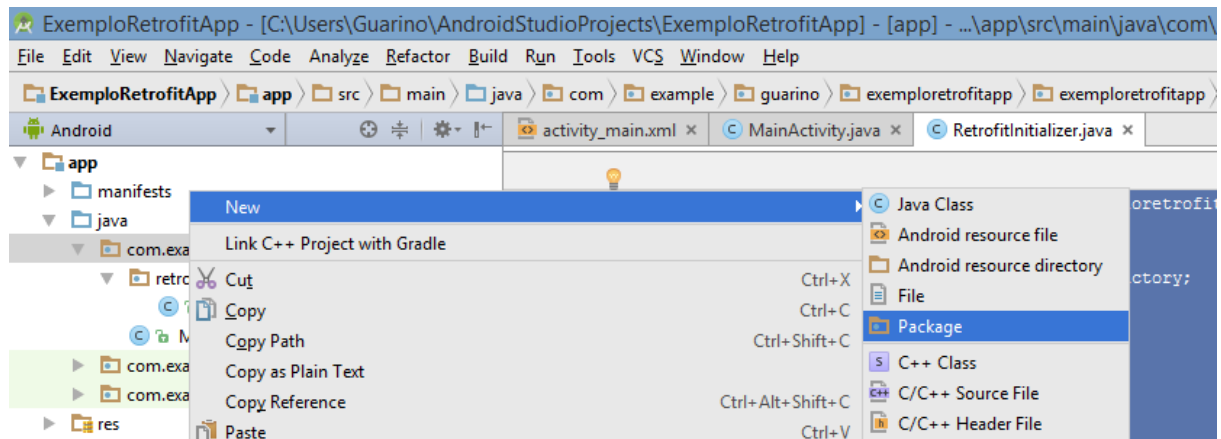 ExemploRetrofitApp - [C:\Users\Guarino\AndroidStudioProjects\ExemploRetrofitApp] - [app] - ...\app\src\main\java\com\
File Edit View Navigate Code Analyze Refactor Build Run Tools VCS Window Help
ExemploRetrofitApp app src main java com example guarino exemploretrofitapp exemploretrofitapp
Android activity_main.xml MainActivity.java RetrofitInitializer.java
app
manifests
java
com.exa
retro
M
com.exa
com.exa
res
New
Link C++ Project with Gradle
Cut Ctrl+X
Copy Ctrl+C
Copy Path Ctrl+Shift+C
Copy as Plain Text
Copy Reference Ctrl+Alt+Shift+C
Paste Ctrl+V
Java Class
Android resource file
Android resource directory
File
Package
C++ Class
C/C++ Source File
C/C++ Header File
oretrofit
ctory;